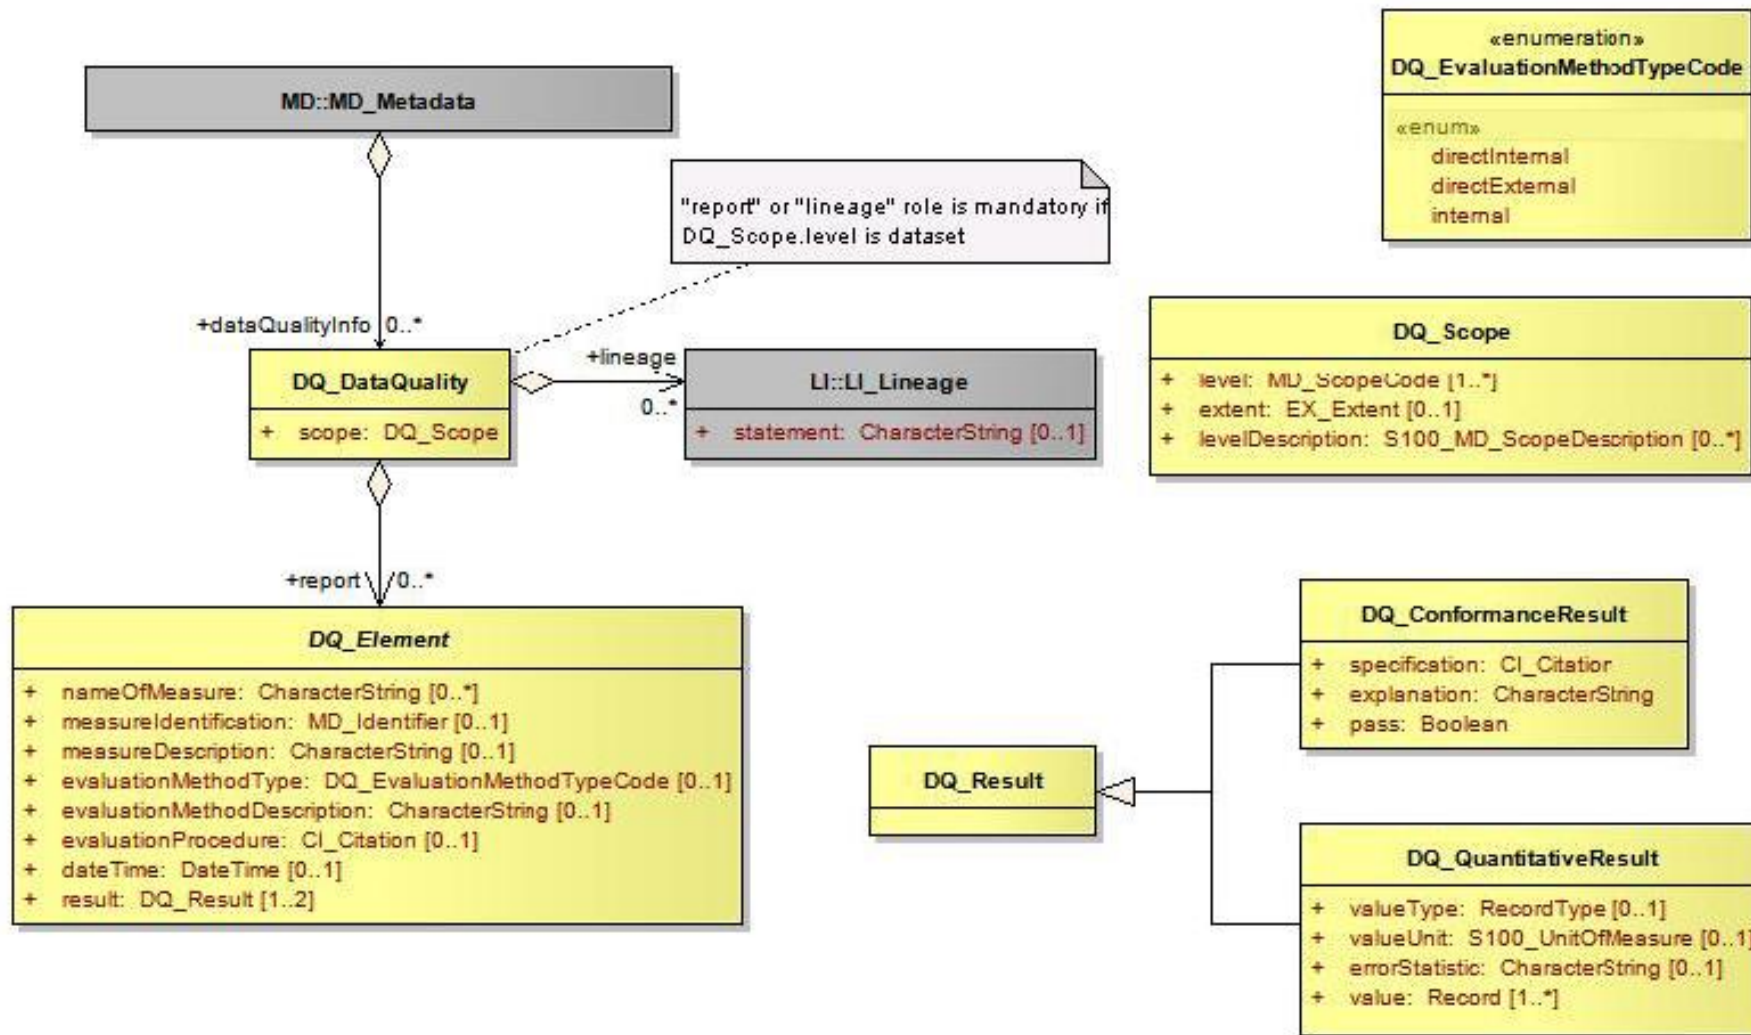 «enumeration»
DQ_EvaluationMethodTypeCode
«enum»
directInternal
directExternal
internal
MD::MD_Metadata
"report" or "lineage" role is mandatory if
DQ_Scope.level is dataset
+dataQualityInfo 0..*
DQ_DataQuality
+ scope: DQ_Scope
+lineage
0..*
LI::LI_Lineage
+ statement: CharacterString [0..1]
DQ_Scope
+ level: MD_ScopeCode [1..*]
+ extent: EX_Extent [0..1]
+ levelDescription: S100_MD_ScopeDescription [0..*]
+report 0..*
DQ_Element
+ nameOfMeasure: CharacterString [0..*]
+ measureIdentification: MD_Identifier [0..1]
+ measureDescription: CharacterString [0..1]
+ evaluationMethodType: DQ_EvaluationMethodTypeCode [0..1]
+ evaluationMethodDescription: CharacterString [0..1]
+ evaluationProcedure: CI_Citation [0..1]
+ dateTime: DateTime [0..1]
+ result: DQ_Result [1..2]
DQ_Result
DQ_ConformanceResult
+ specification: CI_Citation
+ explanation: CharacterString
+ pass: Boolean
DQ_QuantitativeResult
+ valueType: RecordType [0..1]
+ valueUnit: S100_UnitOfMeasure [0..1]
+ errorStatistic: CharacterString [0..1]
+ value: Record [1..*]